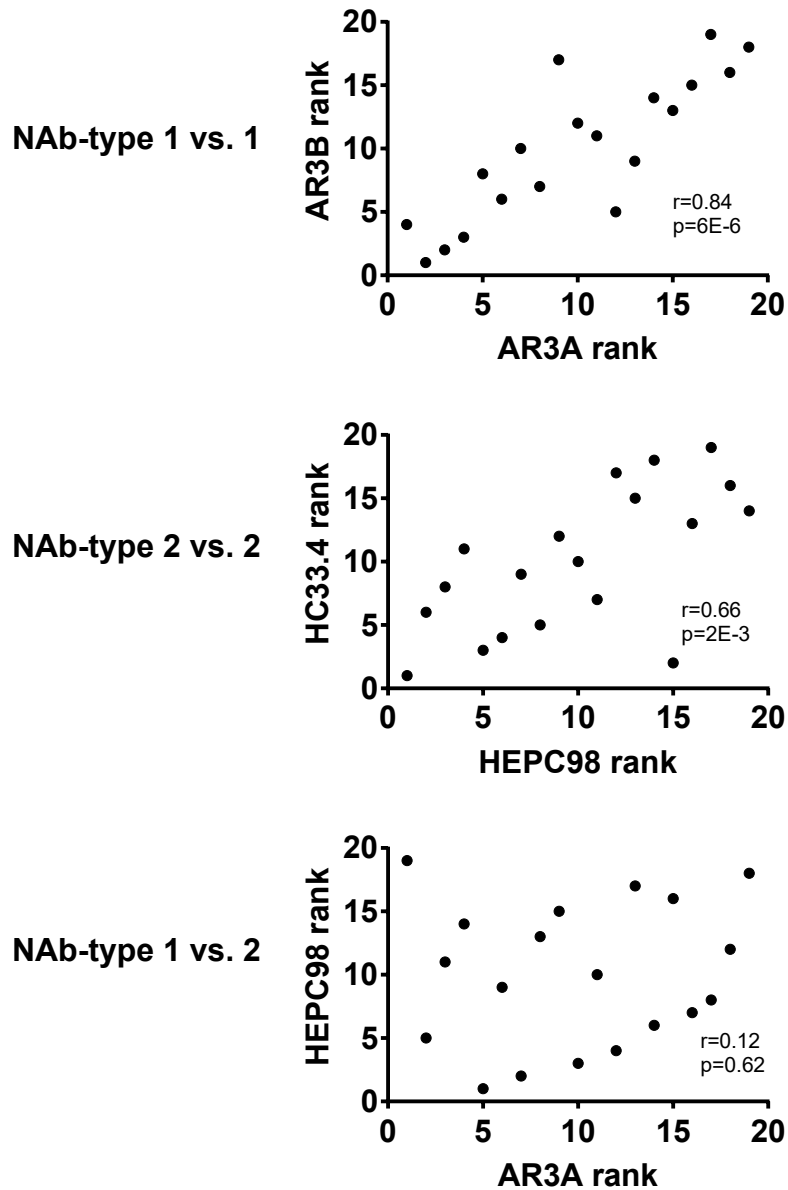 NAb-type 1 vs. 1
AR3B rank
20
15
10
5
0
r=0.84
p=6E-6
0 5 10 15 20
AR3A rank
NAb-type 2 vs. 2
HC33.4 rank
20
15
10
5
0
r=0.66
p=2E-3
0 5 10 15 20
HEPC98 rank
NAb-type 1 vs. 2
HEPC98 rank
20
15
10
5
0
r=0.12
p=0.62
0 5 10 15 20
AR3A rank